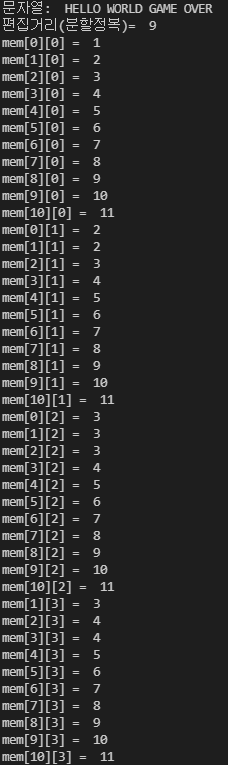 문자열:  HELLO WORLD GAME OVER
편집거리(분할정복)=  9
mem[0][0] =  1
mem[1][0] =  2
mem[2][0] =  3
mem[3][0] =  4
mem[4][0] =  5
mem[5][0] =  6
mem[6][0] =  7
mem[7][0] =  8
mem[8][0] =  9
mem[9][0] =  10
mem[10][0] =  11
mem[0][1] =  2
mem[1][1] =  2
mem[2][1] =  3
mem[3][1] =  4
mem[4][1] =  5
mem[5][1] =  6
mem[6][1] =  7
mem[7][1] =  8
mem[8][1] =  9
mem[9][1] =  10
mem[10][1] =  11
mem[0][2] =  3
mem[1][2] =  3
mem[2][2] =  3
mem[3][2] =  4
mem[4][2] =  5
mem[5][2] =  6
mem[6][2] =  7
mem[7][2] =  8
mem[8][2] =  9
mem[9][2] =  10
mem[10][2] =  11
mem[1][3] =  3
mem[2][3] =  4
mem[3][3] =  4
mem[4][3] =  5
mem[5][3] =  6
mem[6][3] =  7
mem[7][3] =  8
mem[8][3] =  9
mem[9][3] =  10
mem[10][3] =  11